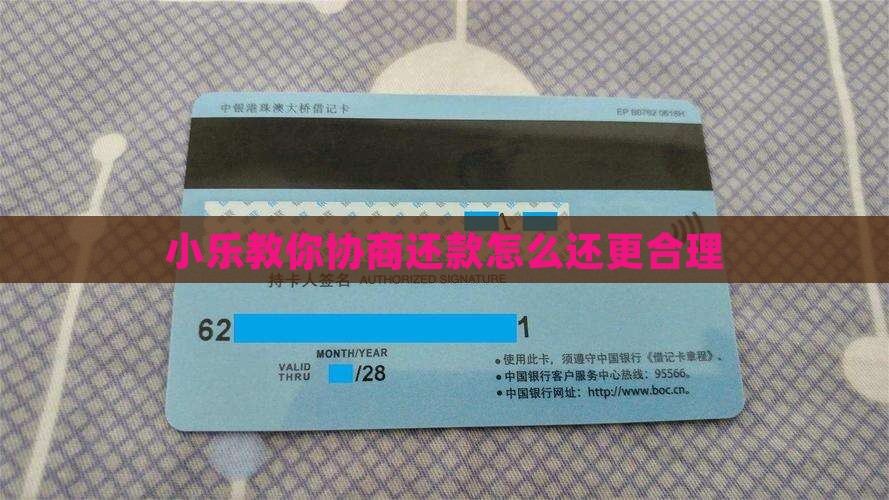 中银港珠澳大桥借记卡
EP B0762 0618H
1
小乐教你协商还款怎么还更合理
持卡人签名 AUTHORIZED SIGNATURE
62 1
MONTH/YEAR
VALID THRU /28
●使用此卡，须遵守中国银行《借记卡章程》。
●中国银行客户服务中心热线：95566。
●中国银行网址：http://www.boc.cn。